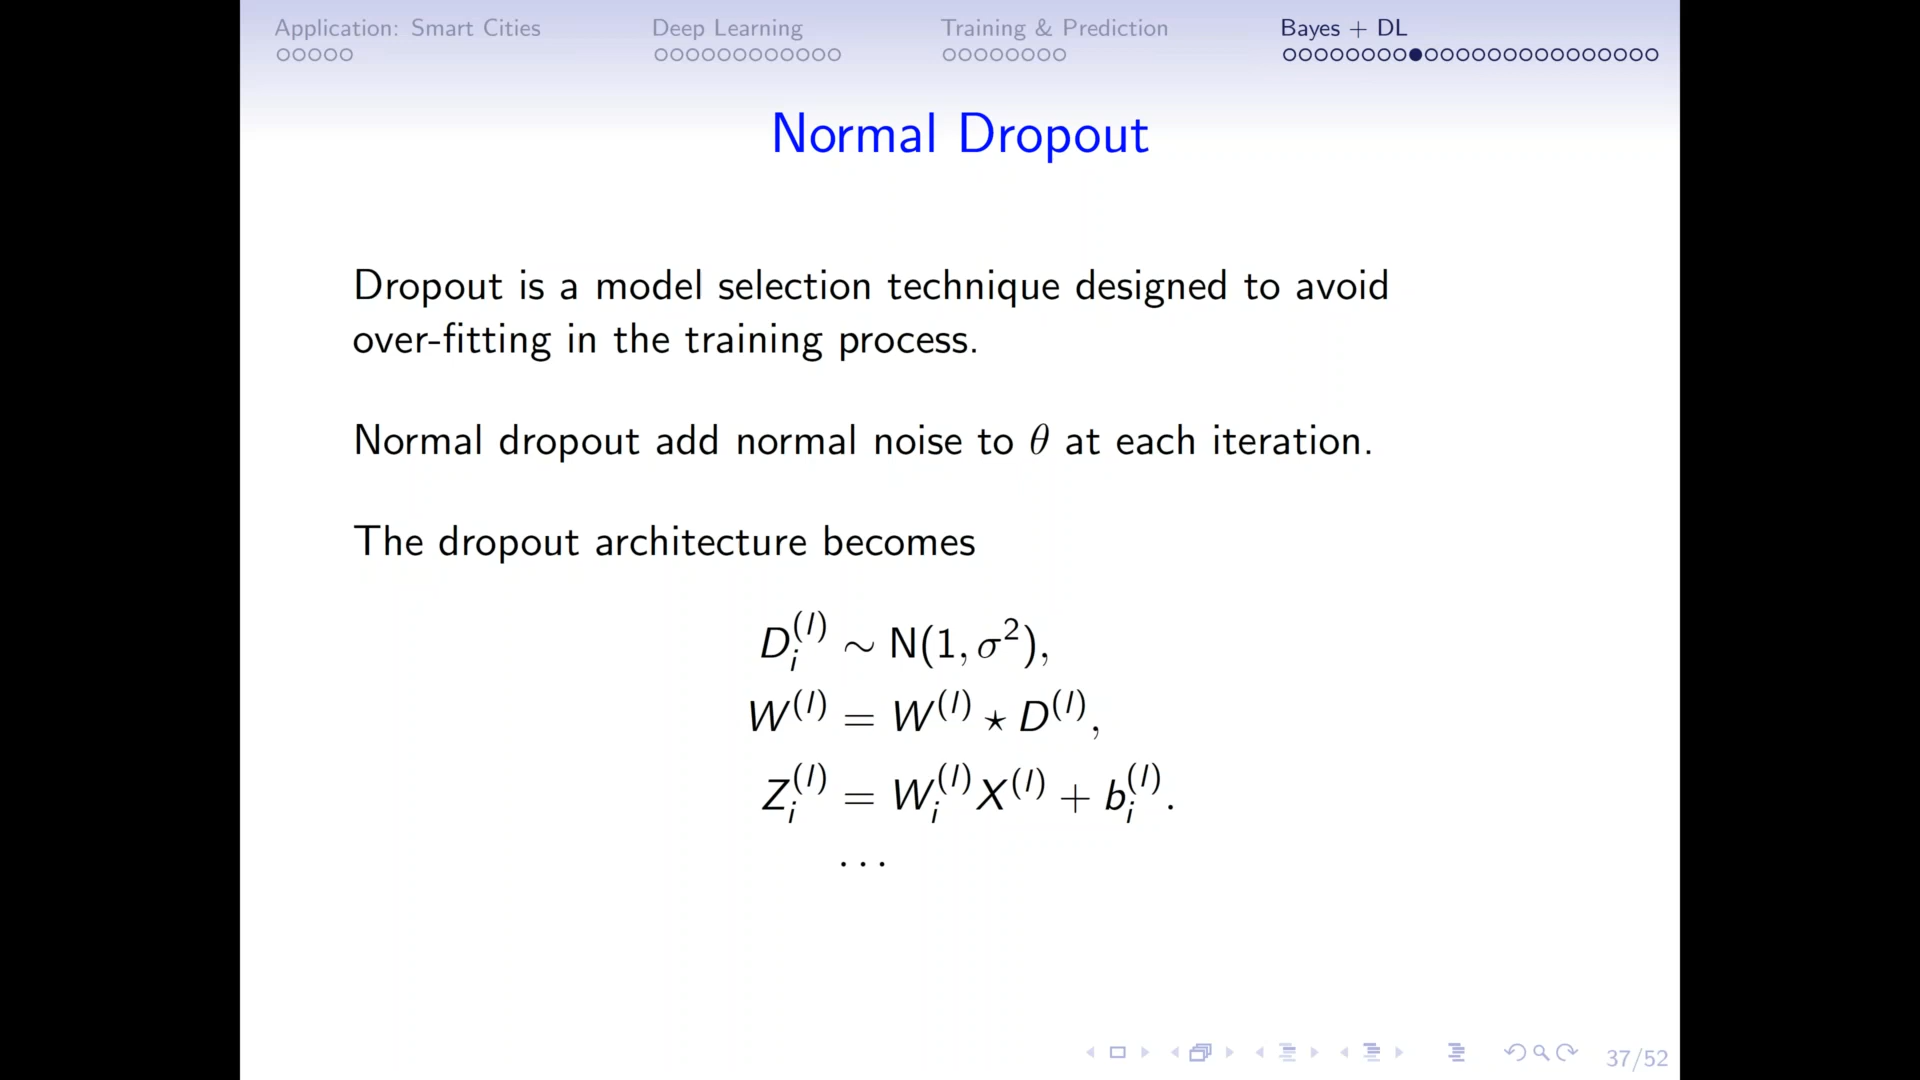 Application: Smart Cities Deep Learning Training & Prediction Bayes + DL
Normal Dropout
Dropout is a model selection technique designed to avoid
over-fitting in the training process.
Normal dropout add normal noise to θ at each iteration.
The dropout architecture becomes
D_i^{(l)} ∼ N(1, σ²),
W^{(l)} = W^{(l)} ⋆ D^{(l)},
Z_i^{(l)} = W_i^{(l)} X^{(l)} + b_i^{(l)}.
...
37/52